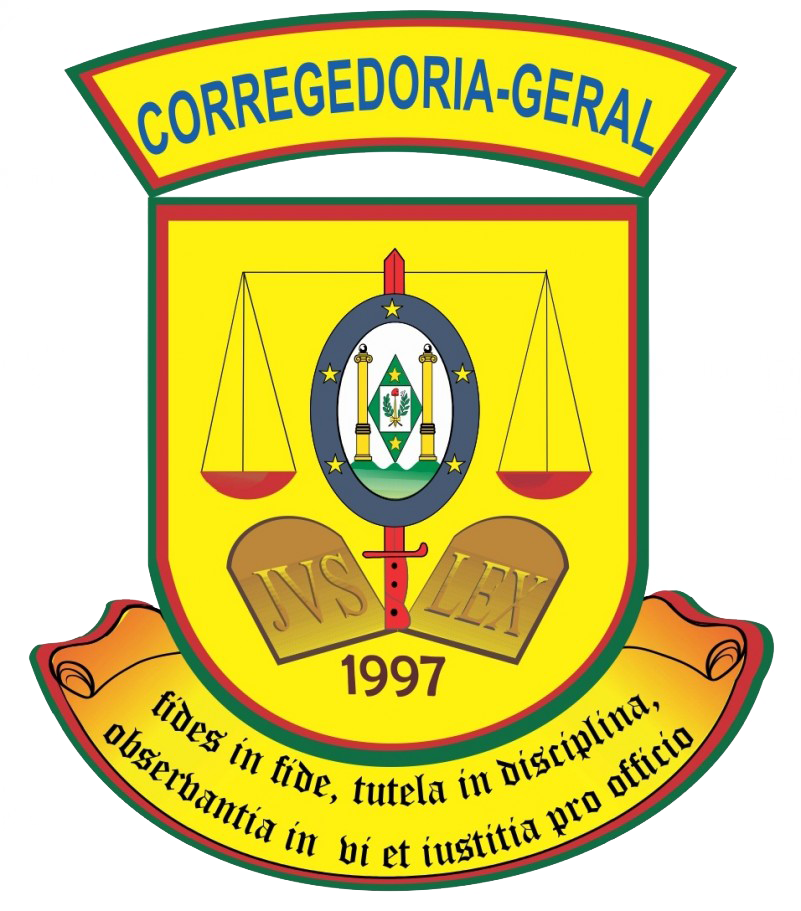 CORREGEDORIA-GERAL
JVS
LEX
1997
fides in fide, tutela in disciplina,
observantia in vi et iustitia pro officio